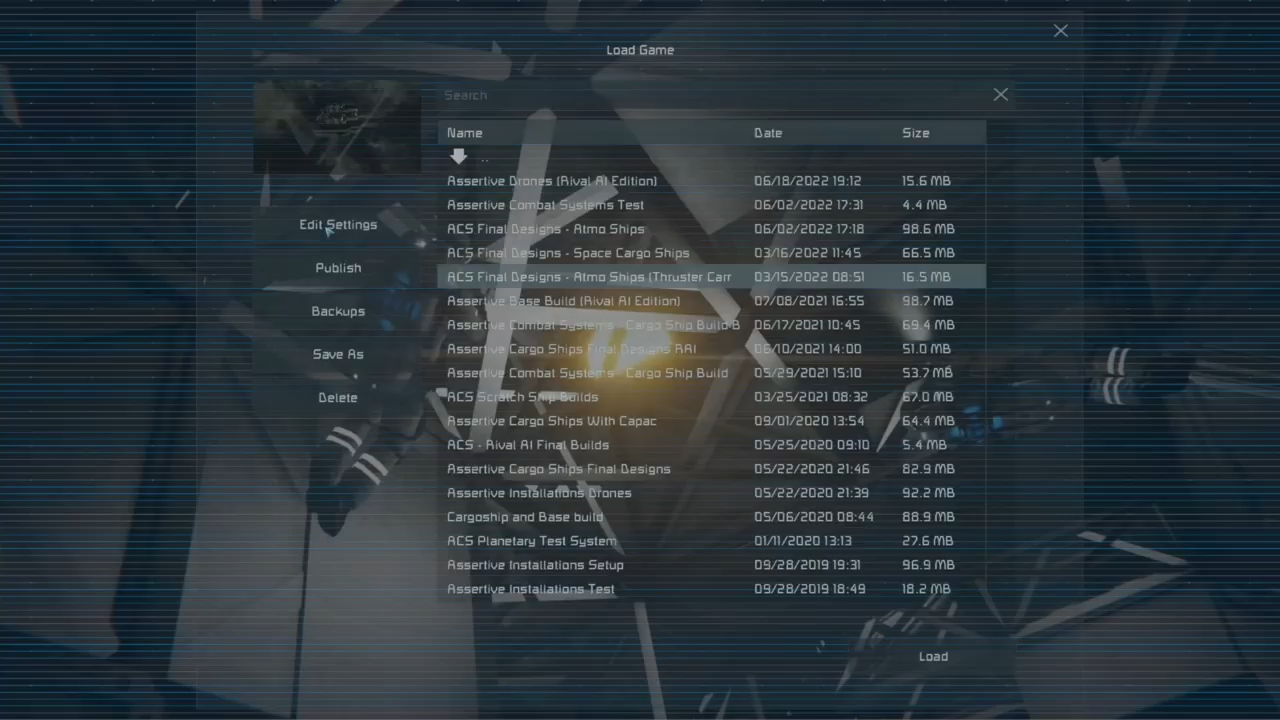 Load Game
Search
Name Date Size
..
Assertive Drones (Rival AI Edition) 06/18/2022 19:12 15.6 MB
Assertive Combat Systems Test 06/02/2022 17:31 4.4 MB
ACS Final Designs - Atmo Ships 06/02/2022 17:18 98.6 MB
ACS Final Designs - Space Cargo Ships 03/16/2022 11:45 66.5 MB
ACS Final Designs - Atmo Ships (Thruster Carr 03/15/2022 08:51 16.5 MB
Assertive Base Build (Rival AI Edition) 07/08/2021 16:55 98.7 MB
Assertive Combat Systems - Cargo Ship Build B 06/17/2021 10:45 69.4 MB
Assertive Cargo Ships Final Designs RAI 06/10/2021 14:00 51.0 MB
Assertive Combat Systems - Cargo Ship Build 05/29/2021 15:10 53.7 MB
ACS Scratch Ship Builds 03/25/2021 08:32 67.0 MB
Assertive Cargo Ships With Capac 09/01/2020 13:54 64.4 MB
ACS - Rival AI Final Builds 05/25/2020 09:10 5.4 MB
Assertive Cargo Ships Final Designs 05/22/2020 21:46 82.9 MB
Assertive Installations Drones 05/22/2020 21:39 92.2 MB
Cargoship and Base build 05/06/2020 08:44 88.9 MB
ACS Planetary Test System 01/11/2020 13:13 27.6 MB
Assertive Installations Setup 09/28/2019 19:31 96.9 MB
Assertive Installations Test 09/28/2019 18:49 18.2 MB
Edit Settings
Publish
Backups
Save As
Delete
Load